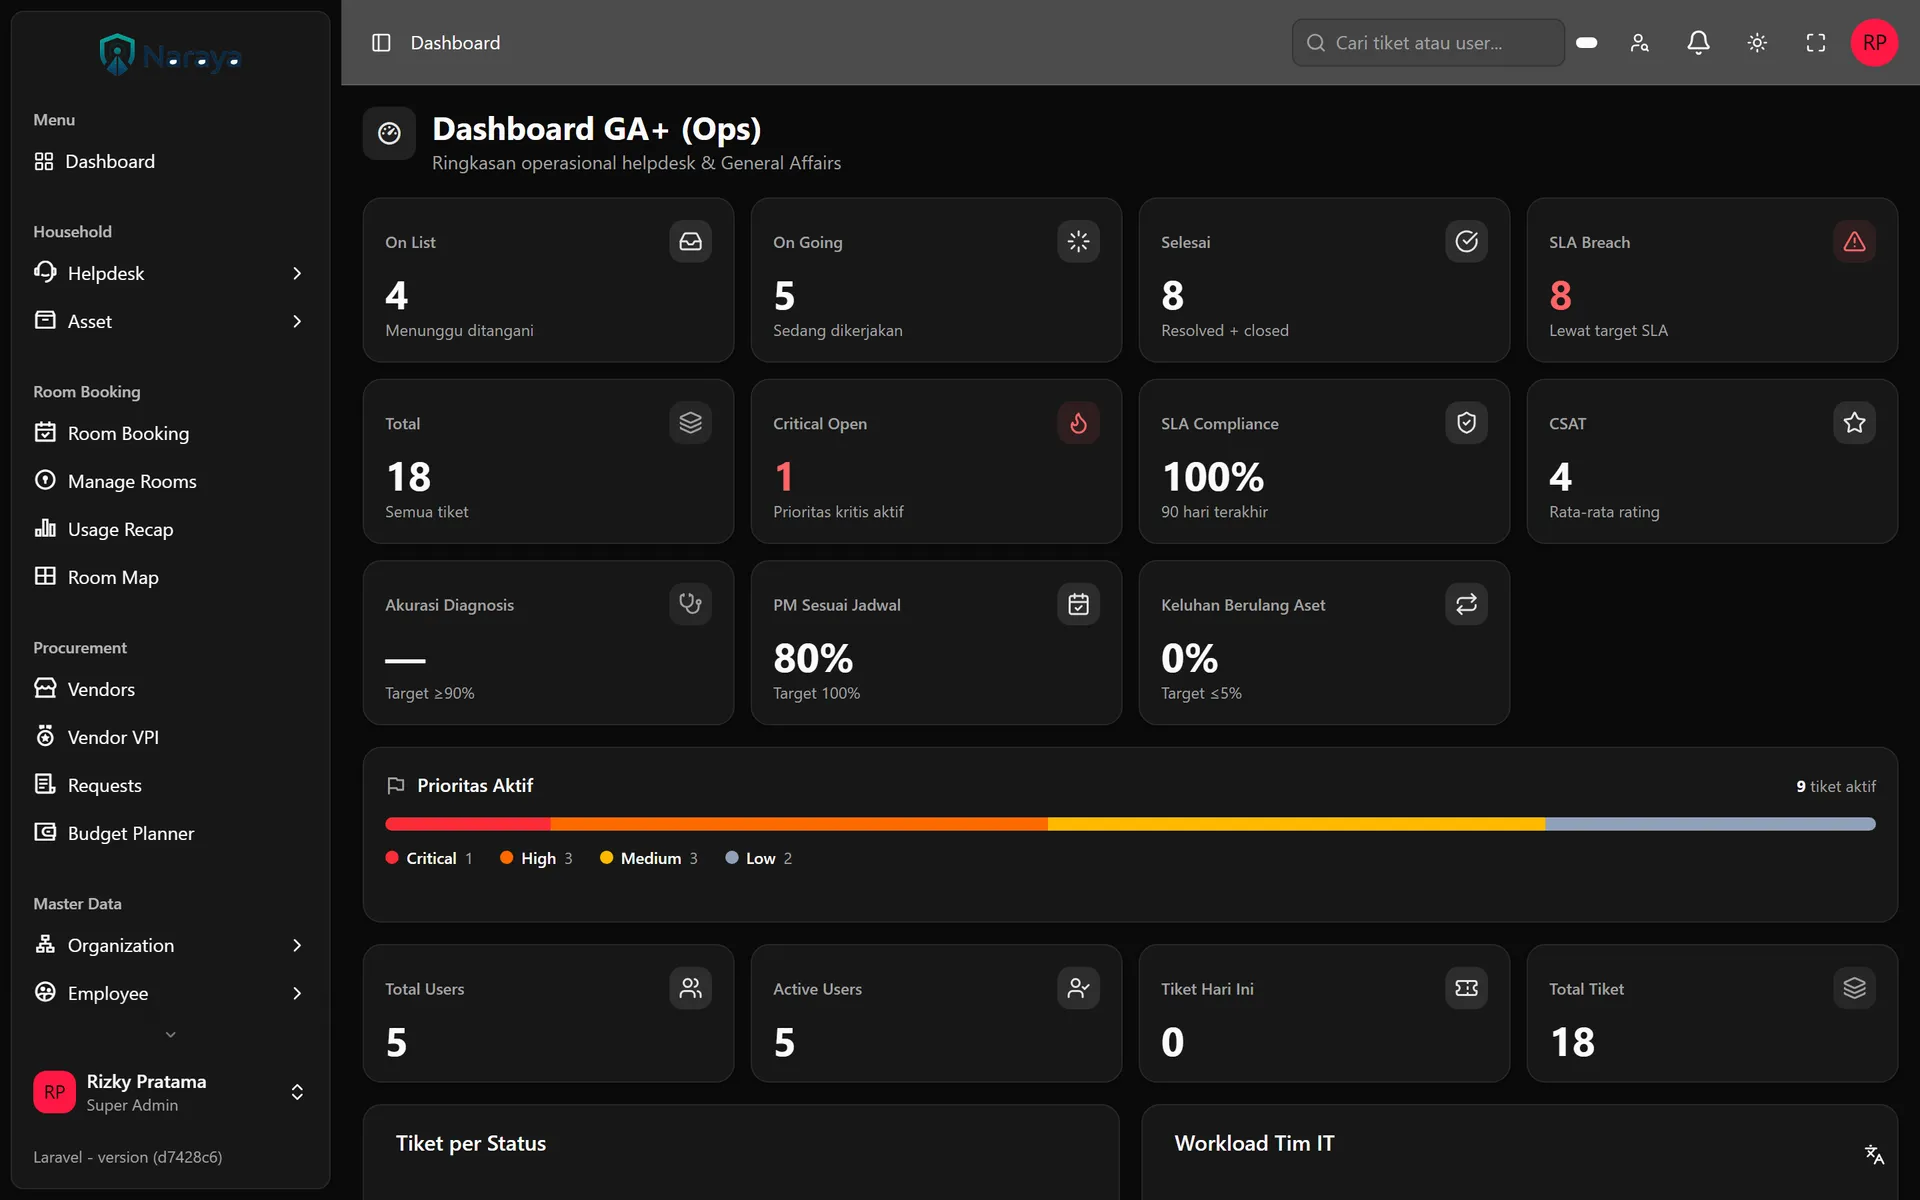 Naraya
Menu
Dashboard
Household
Helpdesk
Asset
Room Booking
Room Booking
Manage Rooms
Usage Recap
Room Map
Procurement
Vendors
Vendor VPI
Requests
Budget Planner
Master Data
Organization
Employee
RP
Rizky Pratama
Super Admin
Laravel - version (d7428c6)
Dashboard
Cari tiket atau user...
RP
Dashboard GA+ (Ops)
Ringkasan operasional helpdesk & General Affairs
On List
4
Menunggu ditangani
On Going
5
Sedang dikerjakan
Selesai
8
Resolved + closed
SLA Breach
8
Lewat target SLA
Total
18
Semua tiket
Critical Open
1
Prioritas kritis aktif
SLA Compliance
100%
90 hari terakhir
CSAT
4
Rata-rata rating
Akurasi Diagnosis
—
Target ≥90%
PM Sesuai Jadwal
80%
Target 100%
Keluhan Berulang Aset
0%
Target ≤5%
Prioritas Aktif
9 tiket aktif
Critical 1 High 3 Medium 3 Low 2
Total Users
5
Active Users
5
Tiket Hari Ini
0
Total Tiket
18
Tiket per Status
Workload Tim IT